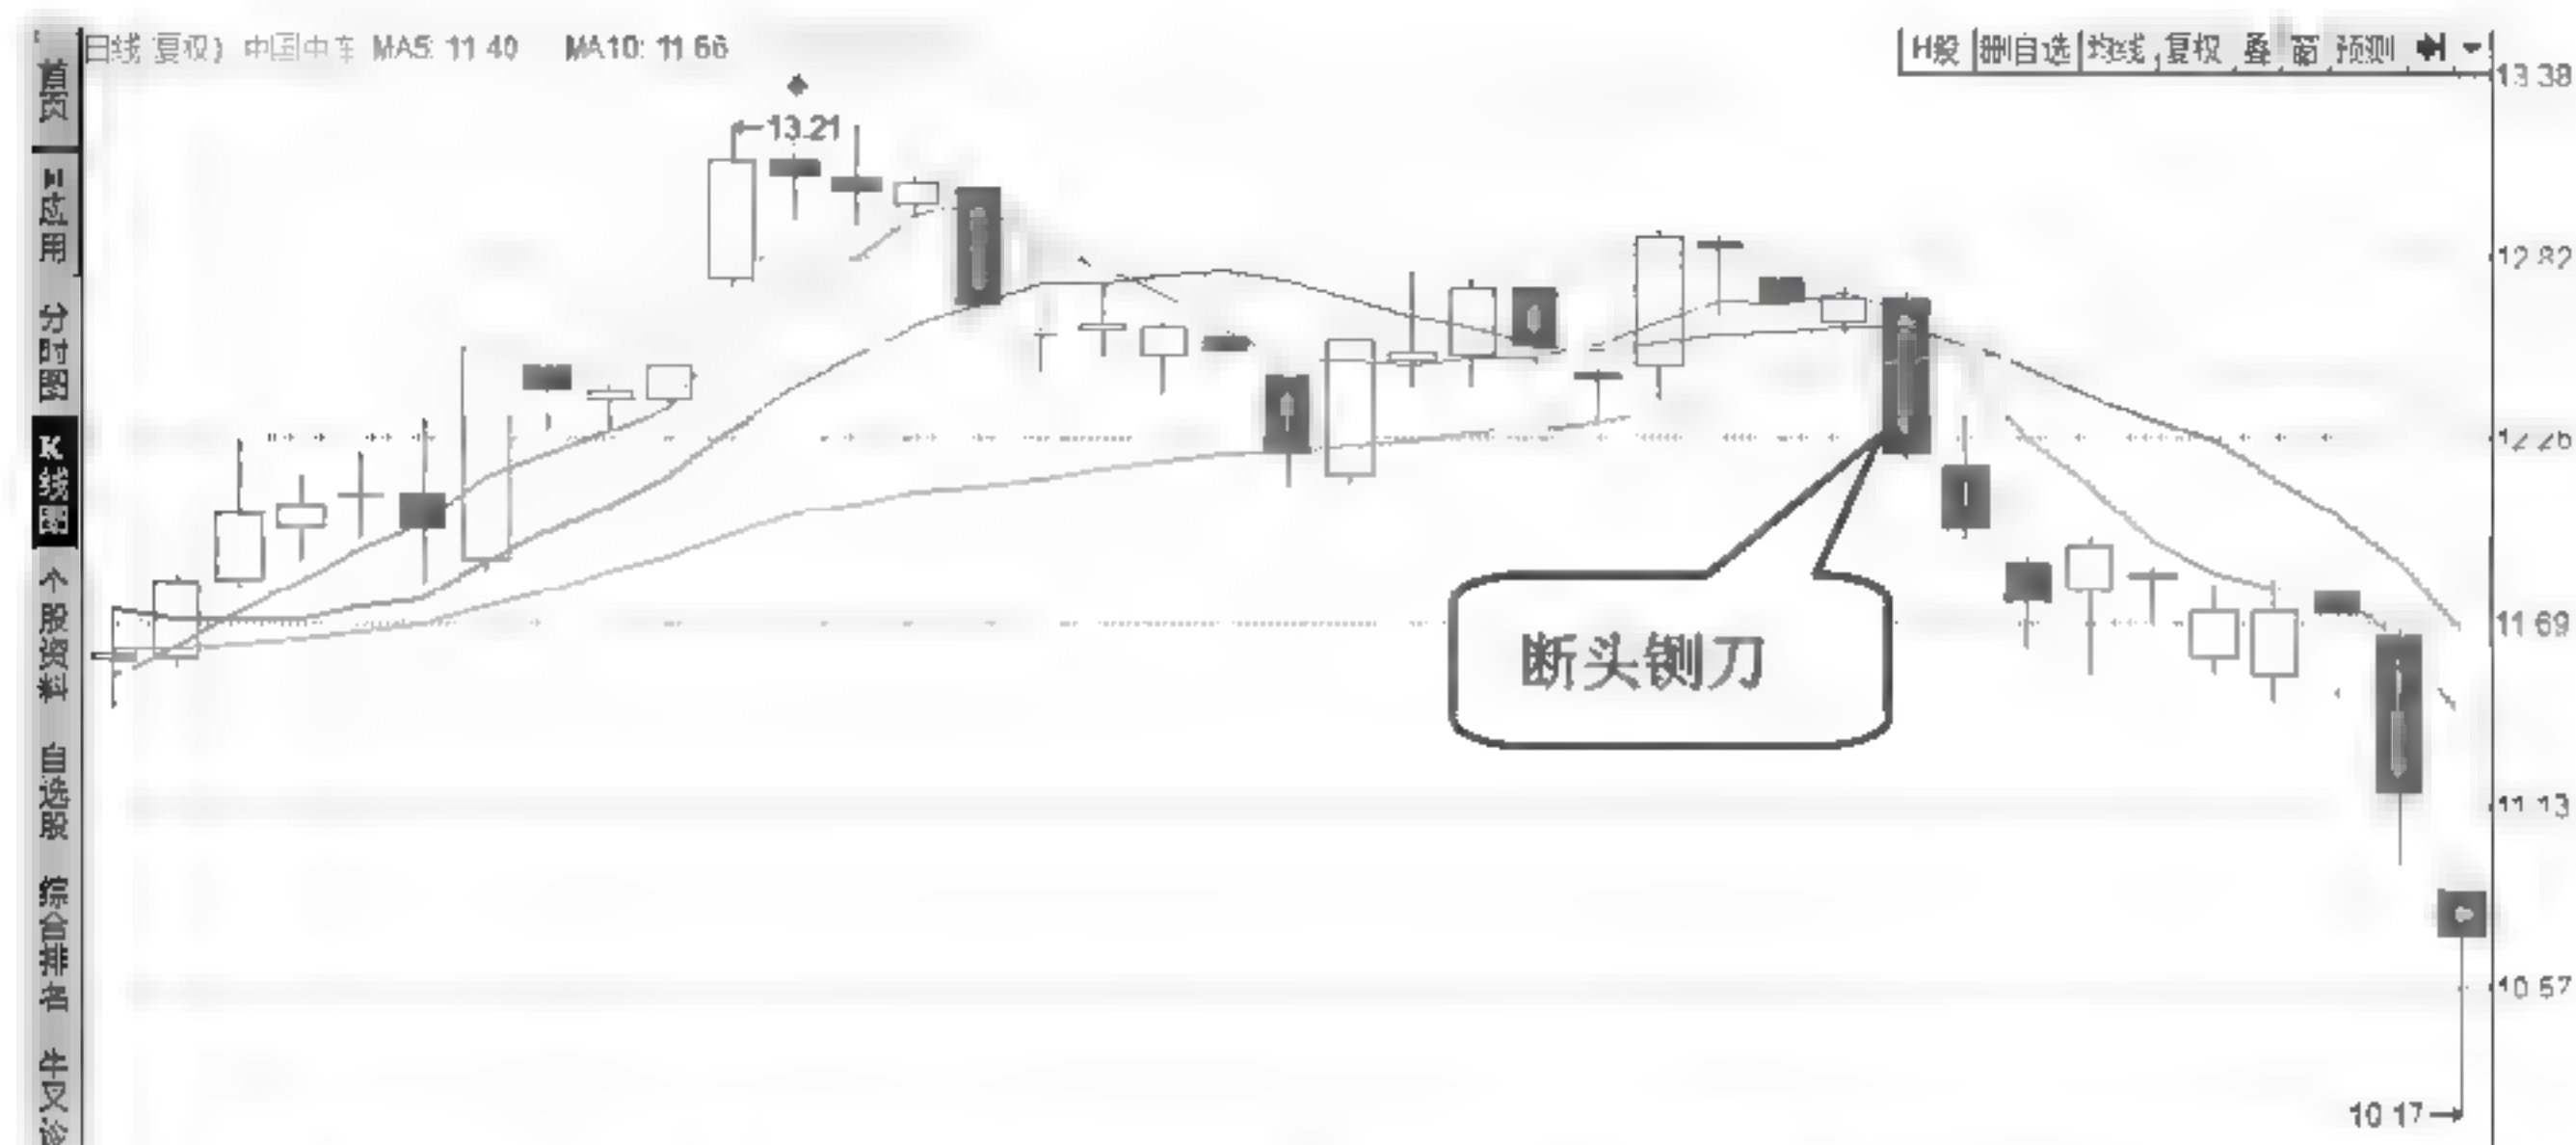 日线 复权) 中国中车 MA5: 11 40 MA10: 11 66
H股 删自选 均线 复权 叠 预测
13 38
首页
应用
分时图
K线图
个股资料
自选股
综合排名
牛叉诊
13.21
12 82
12 26
断头铡刀
11 69
11 13
10 57
10 17